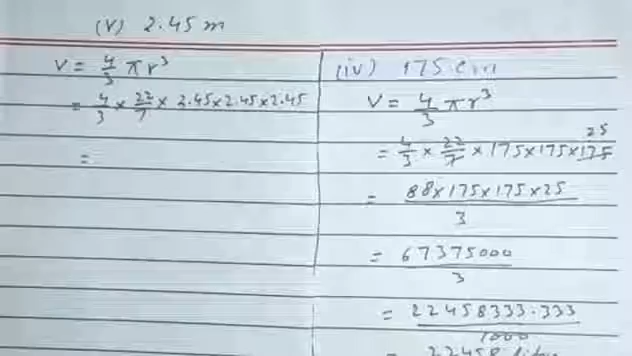 (V) 2.45 m
V = 4/3 πr³
= 4/3 × 22/7 × 2.45×2.45×2.45
=
(iv) 175 cm
V = 4/3 πr³
25
= 4/3 × 22/7 × 175×175×175
= 88×175×175×25
3
= 67375000
3
= 22458333.333
1000
= 22458